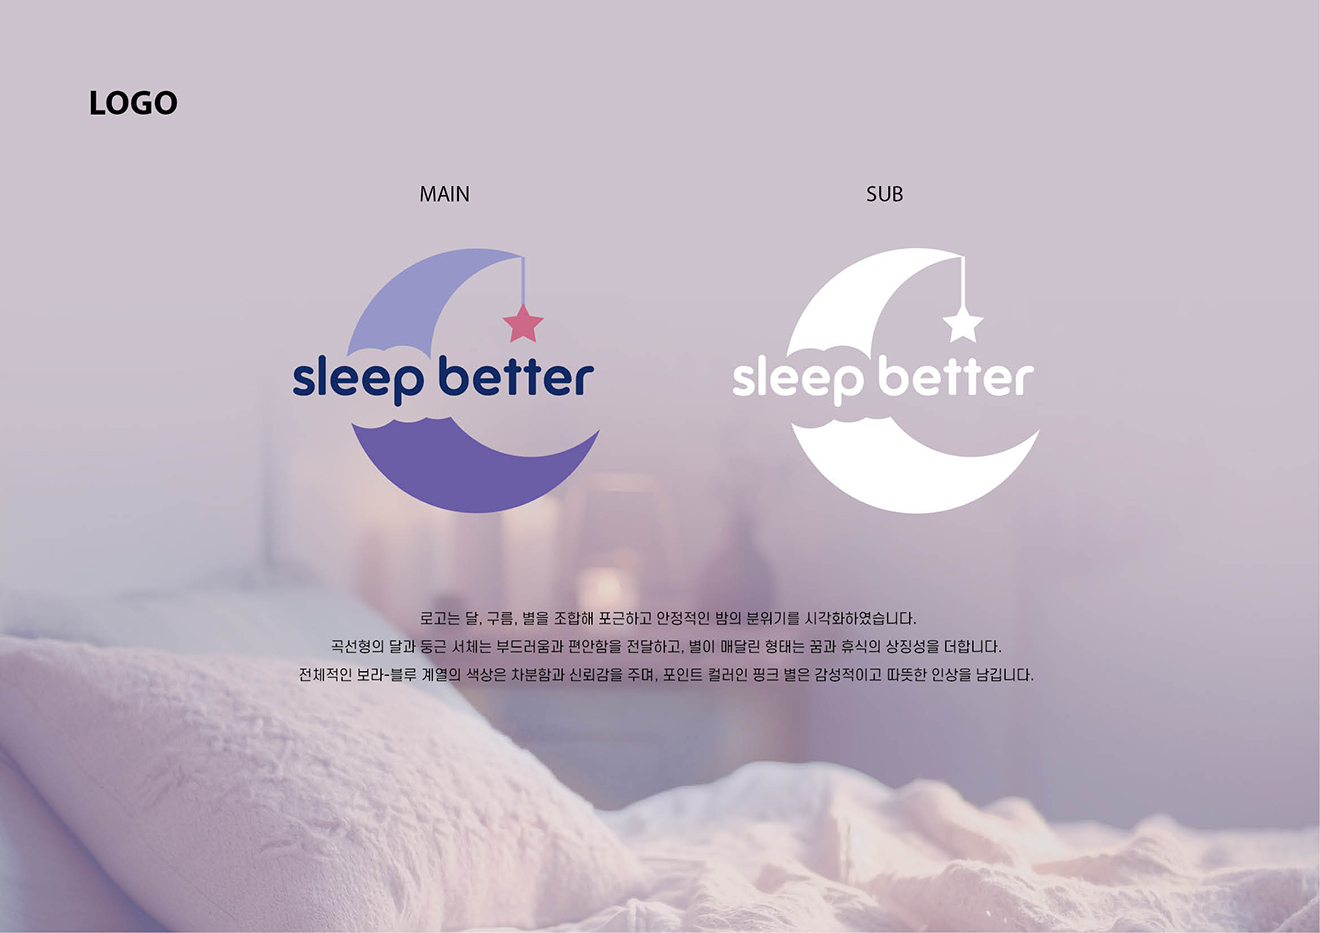 LOGO
MAIN
SUB
sleep better
sleep better
로고는 달, 구름, 별을 조합해 포근하고 안정적인 밤의 분위기를 시각화하였습니다.
곡선형의 달과 둥근 서체는 부드러움과 편안함을 전달하고, 별이 매달린 형태는 꿈과 휴식의 상징성을 더합니다.
전체적인 보라-블루 계열의 색상은 차분함과 신뢰감을 주며, 포인트 컬러인 핑크 별은 감성적이고 따뜻한 인상을 남깁니다.